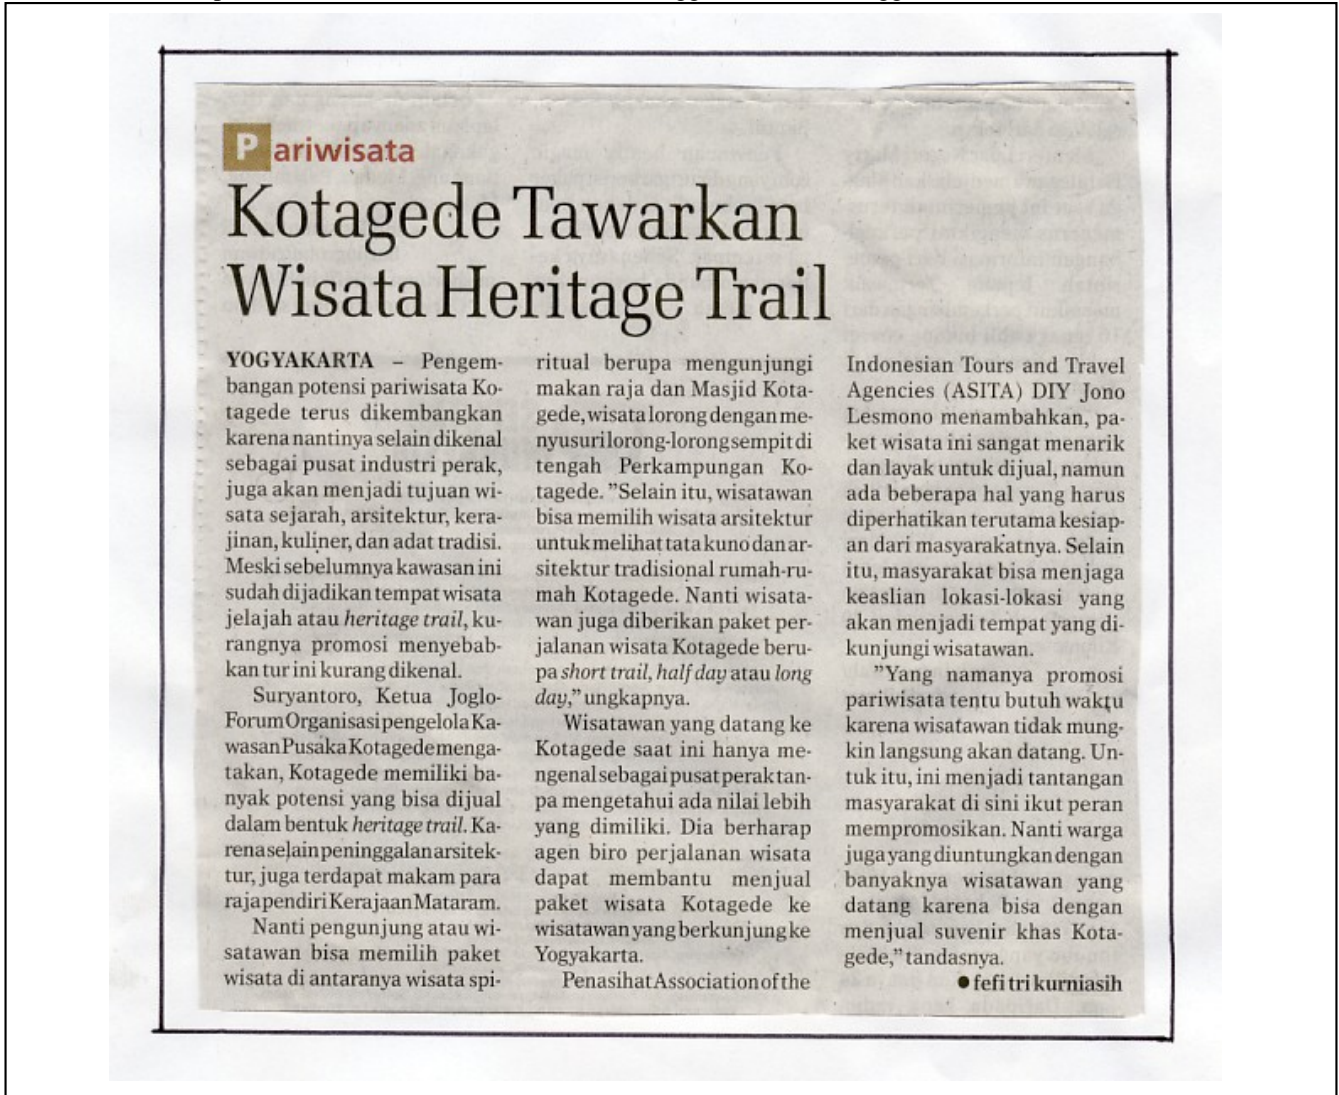 Pariwisata
Kotagede Tawarkan
Wisata Heritage Trail
YOGYAKARTA – Pengem-
bangan potensi pariwisata Ko-
tagede terus dikembangkan
karena nantinya selain dikenal
sebagai pusat industri perak,
juga akan menjadi tujuan wi-
sata sejarah, arsitektur, kera-
jinan, kuliner, dan adat tradisi.
Meski sebelumnya kawasan ini
sudah dijadikan tempat wisata
jelajah atau heritage trail, ku-
rangnya promosi menyebab-
kan tur ini kurang dikenal.
Suryantoro, Ketua Joglo-
Forum Organisasi pengelola Ka-
wasan Pusaka Kotagede menga-
takan, Kotagede memiliki ba-
nyak potensi yang bisa dijual
dalam bentuk heritage trail. Ka-
rena selain peninggalan arsitek-
tur, juga terdapat makam para
raja pendiri Kerajaan Mataram.
Nanti pengunjung atau wi-
satawan bisa memilih paket
wisata di antaranya wisata spi-
ritual berupa mengunjungi
makan raja dan Masjid Kota-
gede, wisata lorong dengan me-
nyusuri lorong-lorong sempit di
tengah Perkampungan Ko-
tagede. ”Selain itu, wisatawan
bisa memilih wisata arsitektur
untuk melihat tata kuno dan ar-
sitektur tradisional rumah-ru-
mah Kotagede. Nanti wisata-
wan juga diberikan paket per-
jalanan wisata Kotagede beru-
pa short trail, half day atau long
day,” ungkapnya.
Wisatawan yang datang ke
Kotagede saat ini hanya me-
ngenal sebagai pusat perak tan-
pa mengetahui ada nilai lebih
yang dimiliki. Dia berharap
agen biro perjalanan wisata
dapat membantu menjual
paket wisata Kotagede ke
wisatawan yang berkunjung ke
Yogyakarta.
Penasihat Association of the
Indonesian Tours and Travel
Agencies (ASITA) DIY Jono
Lesmono menambahkan, pa-
ket wisata ini sangat menarik
dan layak untuk dijual, namun
ada beberapa hal yang harus
diperhatikan terutama kesiap-
an dari masyarakatnya. Selain
itu, masyarakat bisa menjaga
keaslian lokasi-lokasi yang
akan menjadi tempat yang di-
kunjungi wisatawan.
”Yang namanya promosi
pariwisata tentu butuh waktu
karena wisatawan tidak mung-
kin langsung akan datang. Un-
tuk itu, ini menjadi tantangan
masyarakat di sini ikut peran
mempromosikan. Nanti warga
juga yang diuntungkan dengan
banyaknya wisatawan yang
datang karena bisa dengan
menjual suvenir khas Kota-
gede,” tandasnya.
● fefi tri kurniasih